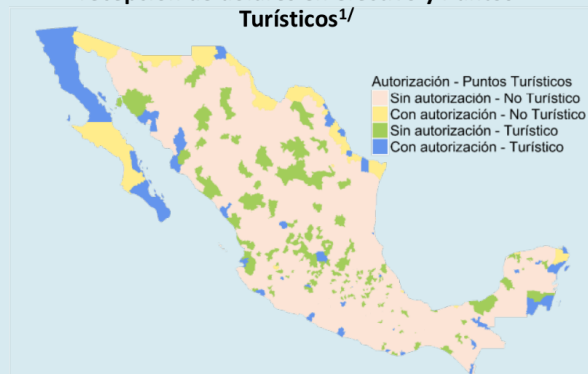 Turísticos1/
Autorización - Puntos Turísticos
Sin autorización - No Turístico
Con autorización - No Turístico
Sin autorización - Turístico
Con autorización - Turístico